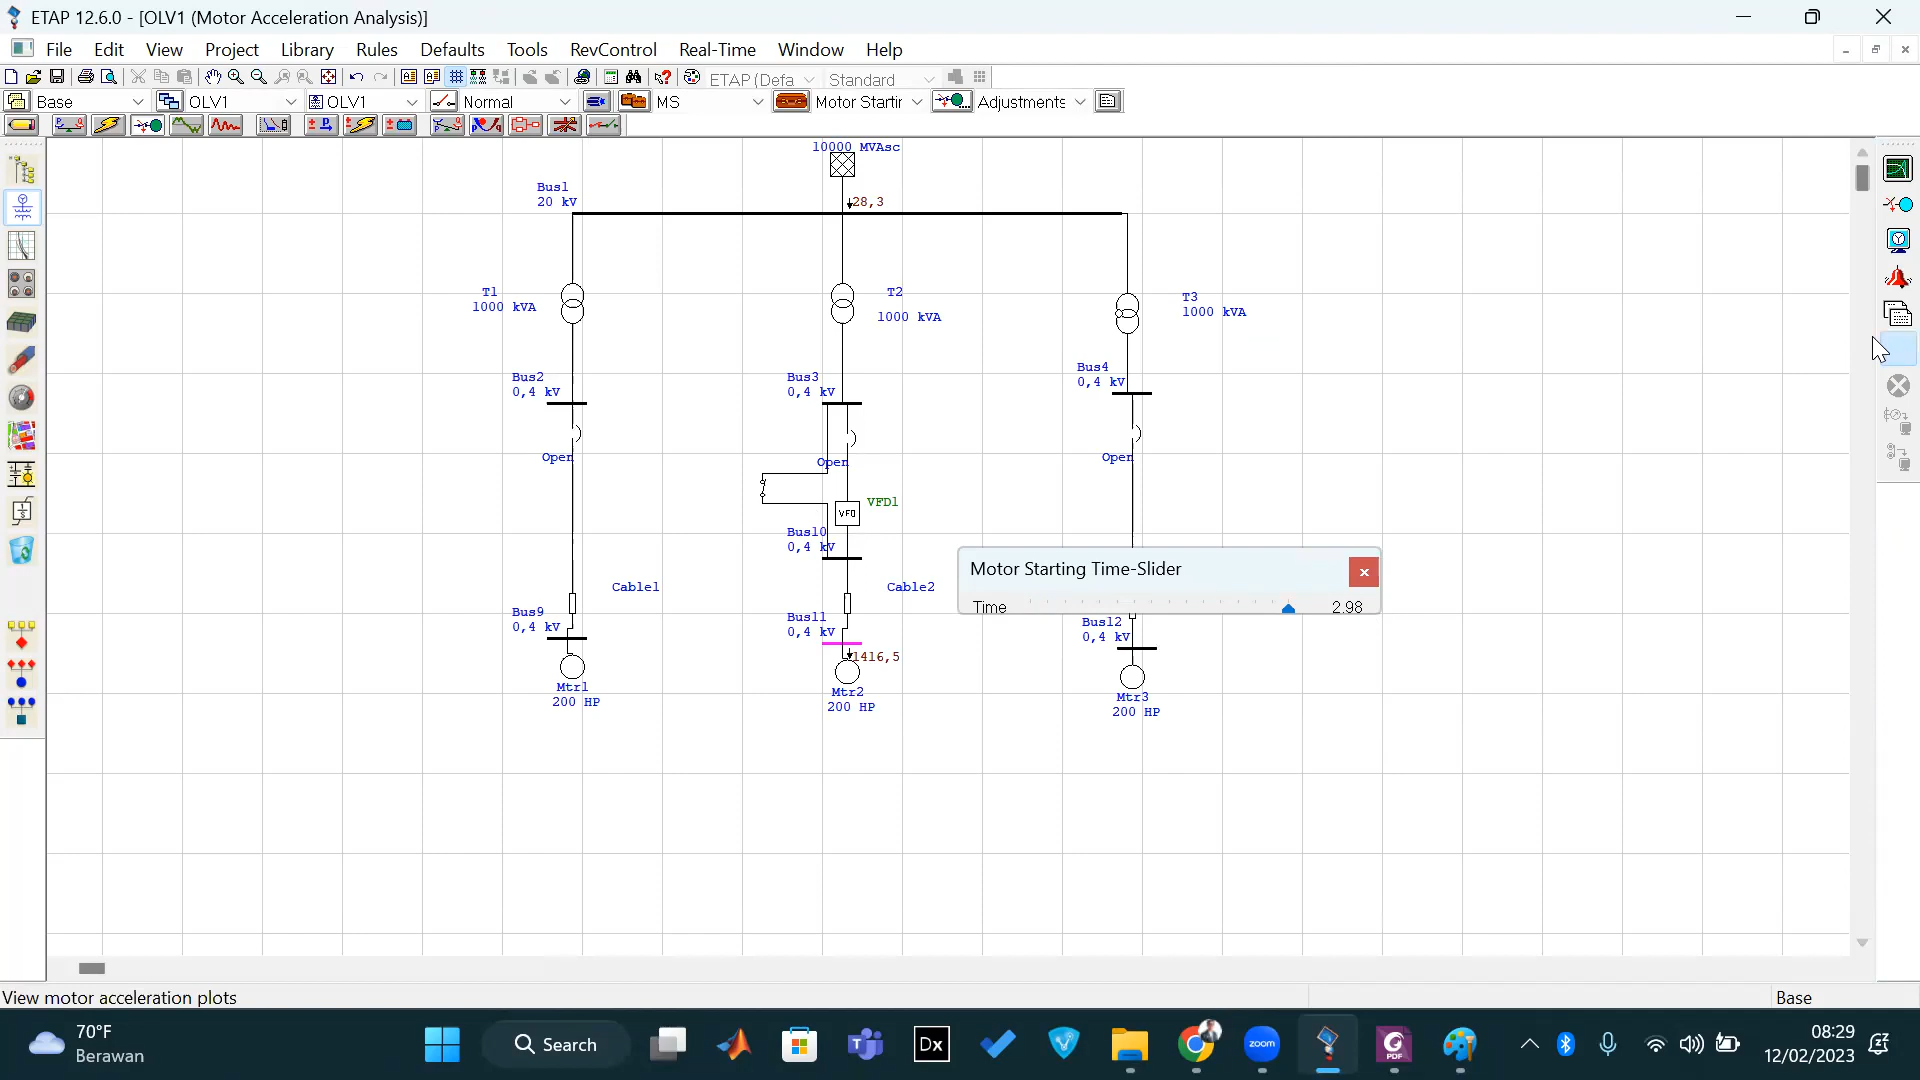 ETAP 12.6.0 - [OLV1 (Motor Acceleration Analysis)]
File Edit View Project Library Rules Defaults Tools RevControl Real-Time Window Help
ETAP (Defa Standard
Base OLV1 OLV1 Normal MS Motor Startir Adjustments
10000 MVAsc
Bus1
20 kV
28,3
T1
1000 kVA
T2
1000 kVA
T3
1000 kVA
Bus2
0,4 kV
Bus3
0,4 kV
Bus4
0,4 kV
Open
Open
Open
VFD1
VFD
Bus10
0,4 kV
Motor Starting Time-Slider
Time 2.98
Cable1
Cable2
Bus9
0,4 kV
Bus11
0,4 kV
Bus12
0,4 kV
1416,5
Mtr1
200 HP
Mtr2
200 HP
Mtr3
200 HP
View motor acceleration plots
Base
70°F
Berawan
Search
Dx
zoom
PDF
08:29
12/02/2023